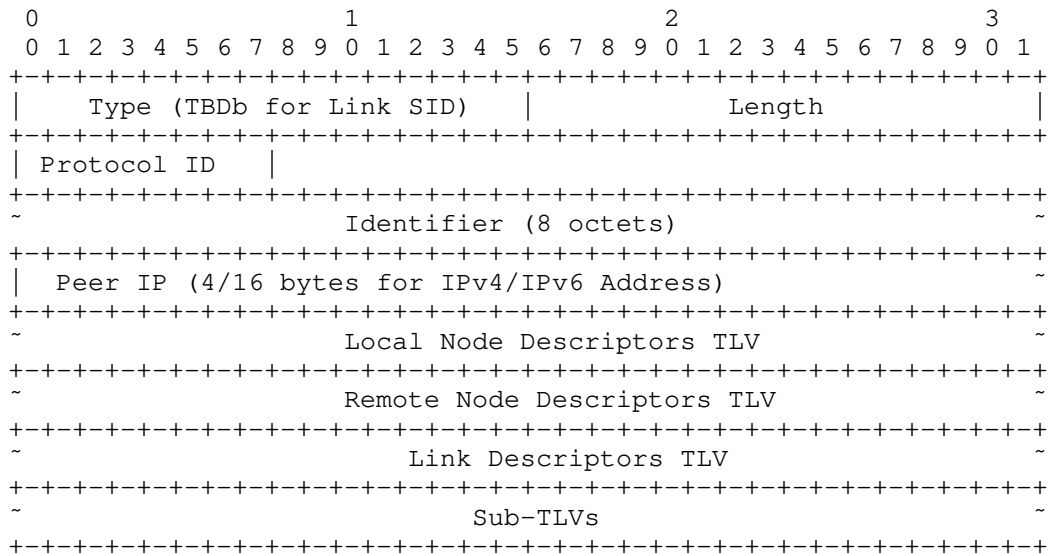 0                   1                   2                   3
0 1 2 3 4 5 6 7 8 9 0 1 2 3 4 5 6 7 8 9 0 1 2 3 4 5 6 7 8 9 0 1
+-+-+-+-+-+-+-+-+-+-+-+-+-+-+-+-+-+-+-+-+-+-+-+-+-+-+-+-+-+-+-+-+
|    Type (TBDb for Link SID)   |            Length             |
+-+-+-+-+-+-+-+-+-+-+-+-+-+-+-+-+-+-+-+-+-+-+-+-+-+-+-+-+-+-+-+-+
| Protocol ID   |
+-+-+-+-+-+-+-+-+-+-+-+-+-+-+-+-+-+-+-+-+-+-+-+-+-+-+-+-+-+-+-+-+
~                    Identifier (8 octets)                      ~
+-+-+-+-+-+-+-+-+-+-+-+-+-+-+-+-+-+-+-+-+-+-+-+-+-+-+-+-+-+-+-+-+
|  Peer IP (4/16 bytes for IPv4/IPv6 Address)                   ~
+-+-+-+-+-+-+-+-+-+-+-+-+-+-+-+-+-+-+-+-+-+-+-+-+-+-+-+-+-+-+-+-+
~                    Local Node Descriptors TLV                 ~
+-+-+-+-+-+-+-+-+-+-+-+-+-+-+-+-+-+-+-+-+-+-+-+-+-+-+-+-+-+-+-+-+
~                    Remote Node Descriptors TLV                ~
+-+-+-+-+-+-+-+-+-+-+-+-+-+-+-+-+-+-+-+-+-+-+-+-+-+-+-+-+-+-+-+-+
~                        Link Descriptors TLV                   ~
+-+-+-+-+-+-+-+-+-+-+-+-+-+-+-+-+-+-+-+-+-+-+-+-+-+-+-+-+-+-+-+-+
~                            Sub-TLVs                           ~
+-+-+-+-+-+-+-+-+-+-+-+-+-+-+-+-+-+-+-+-+-+-+-+-+-+-+-+-+-+-+-+-+